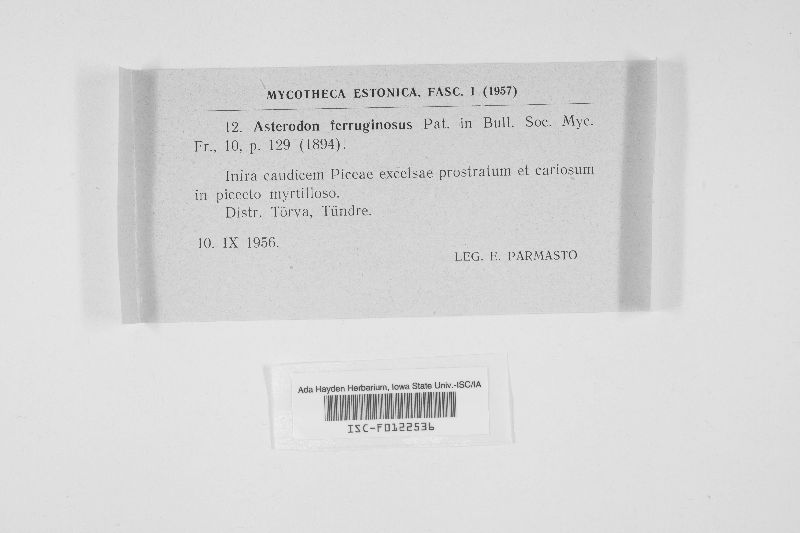 MYCOTHECA ESTONICA, FASC. I (1957)
12. Asterodon ferruginosus Pat. in Bull. Soc. Myc.
Fr., 10, p. 129 (1894).
Infra caudicem Piceae excelsae prostratum et cariosum
in piceeto myrtilloso.
Distr. Tõrva, Tündre.
10. IX 1956.
LEG. E. PARMASTO
Ada Hayden Herbarium, Iowa State Univ.-ISC/IA
ISC-F0122536